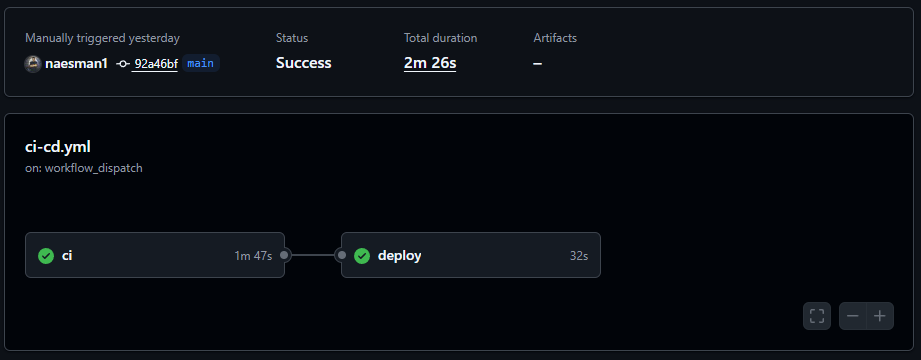 Manually triggered yesterday
naesman1 92a46bf main
Status
Success
Total duration
2m 26s
Artifacts
–
ci-cd.yml
on: workflow_dispatch
ci 1m 47s
deploy 32s